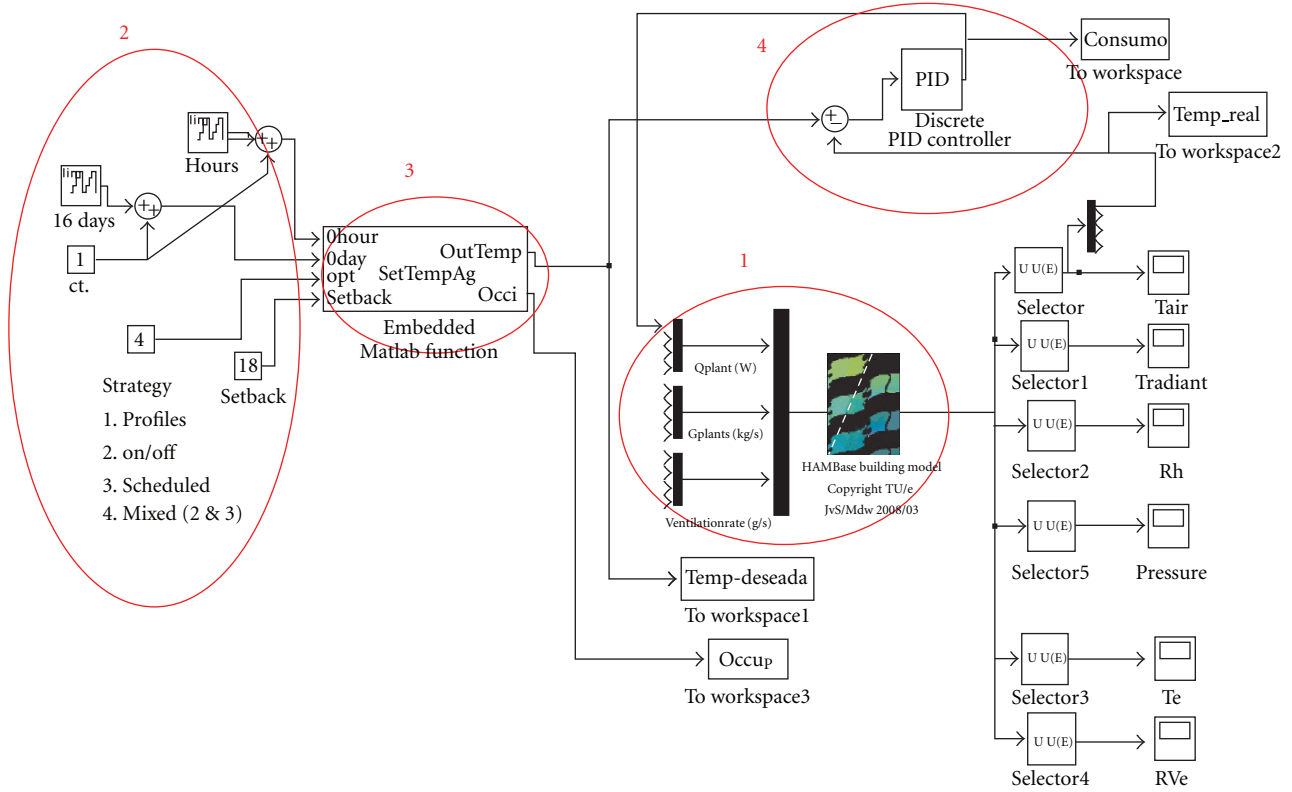 2
Hours
16 days
1
ct.
4
18
Setback
Strategy
1. Profiles
2. on/off
3. Scheduled
4. Mixed (2 & 3)
3
0hour
0day
opt
Setback
SetTempAg
OutTemp
Occi
Embedded
Matlab function
4
PID
Discrete
PID controller
Consumo
To workspace
Temp_real
To workspace2
1
Qplant (W)
Gplants (kg/s)
Ventilationrate (g/s)
HAMBase building model
Copyright TU/e
JvS/Mdw 2008/03
Temp-deseada
To workspace1
Occup
To workspace3
U U(E)
Selector
Tair
U U(E)
Selector1
Tradiant
U U(E)
Selector2
Rh
U U(E)
Selector5
Pressure
U U(E)
Selector3
Te
U U(E)
Selector4
RVe